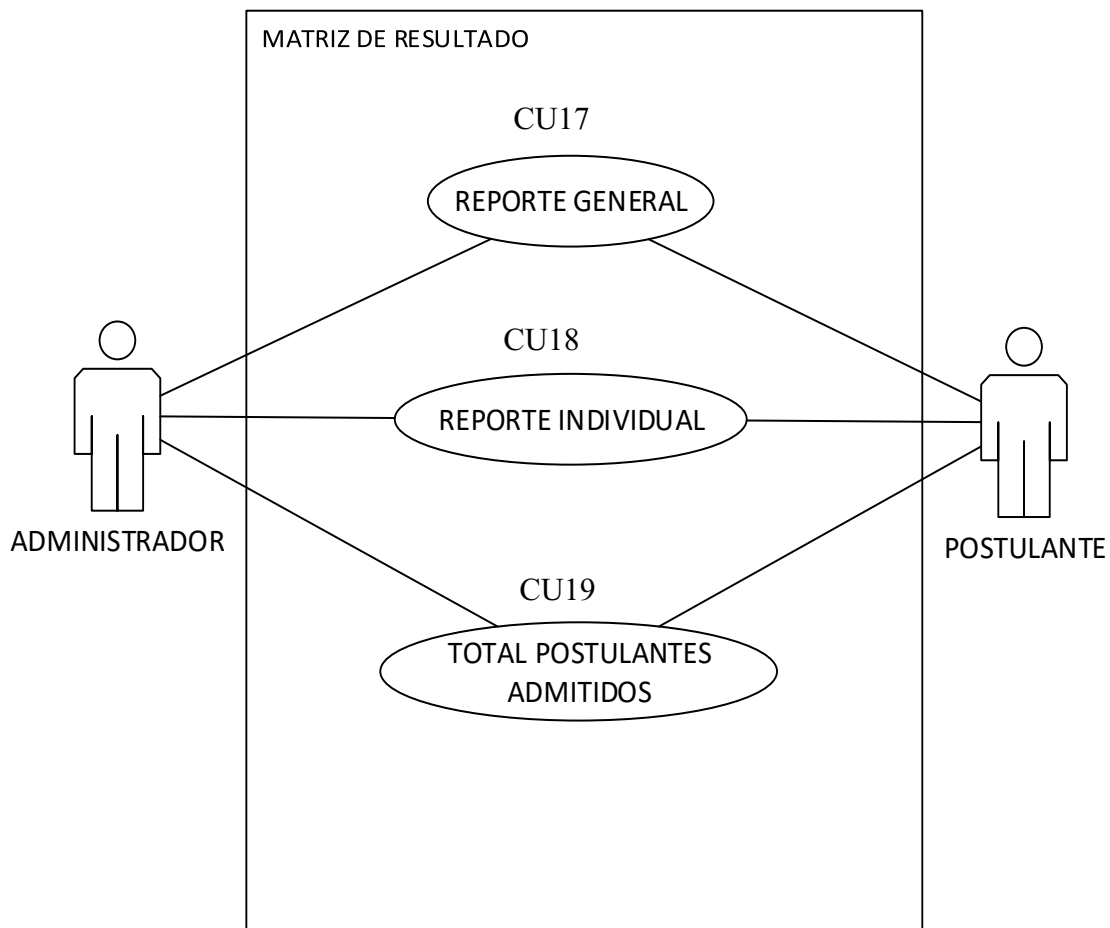 MATRIZ DE RESULTADO
CU17
REPORTE GENERAL
CU18
REPORTE INDIVIDUAL
ADMINISTRADOR
POSTULANTE
CU19
TOTAL POSTULANTES
ADMITIDOS